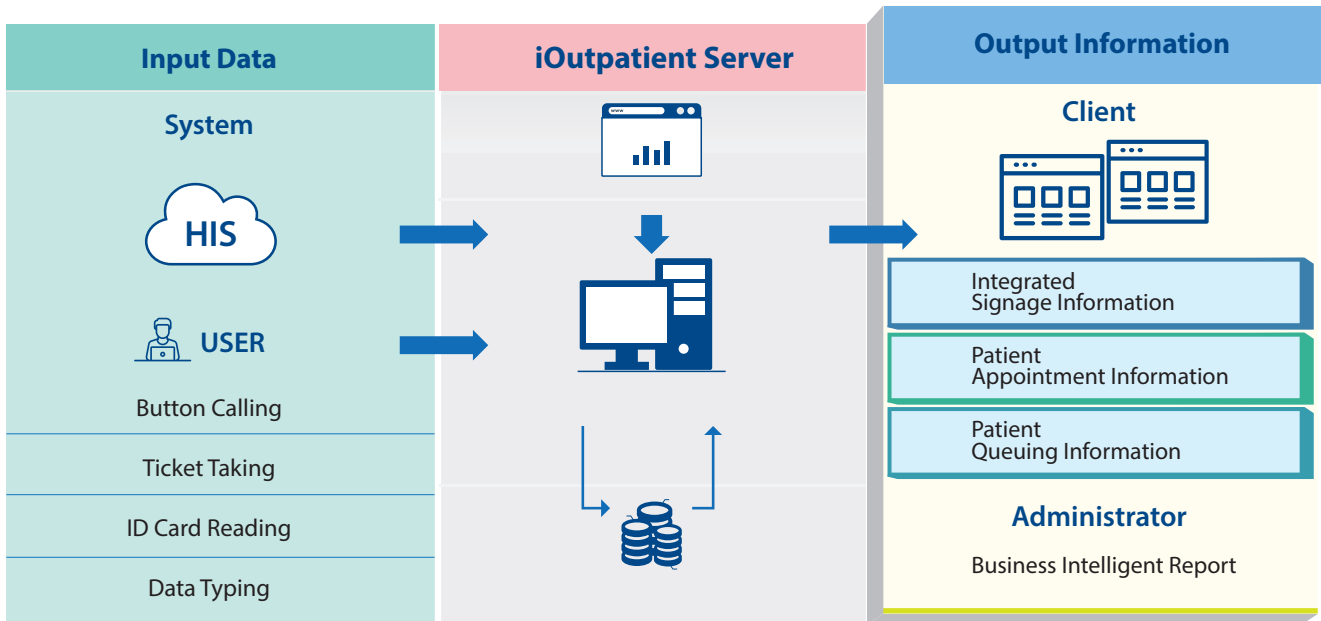 Input Data
System
HIS
USER
Button Calling
Ticket Taking
ID Card Reading
Data Typing
iOutpatient Server
www
Output Information
Client
Integrated
Signage Information
Patient
Appointment Information
Patient
Queuing Information
Administrator
Business Intelligent Report